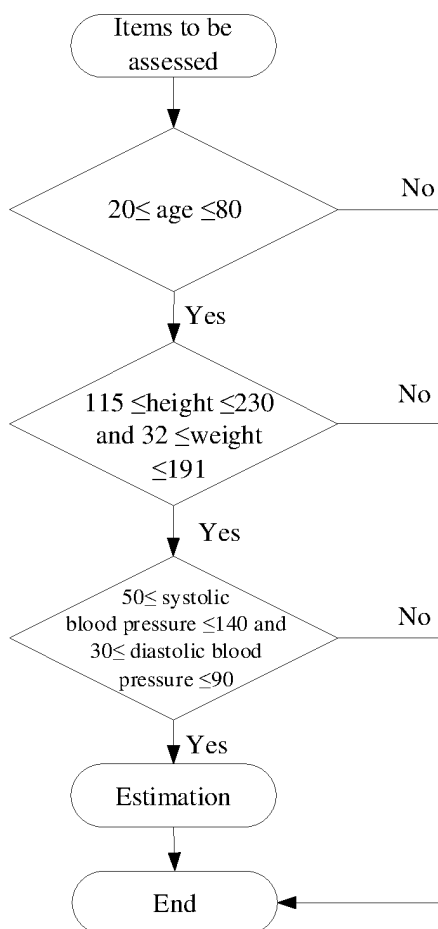 Items to be
assessed
20≤ age ≤80
No
Yes
115 ≤height ≤230
and 32 ≤weight
≤191
No
Yes
50≤ systolic
blood pressure ≤140 and
30≤ diastolic blood
pressure ≤90
No
Yes
Estimation
End